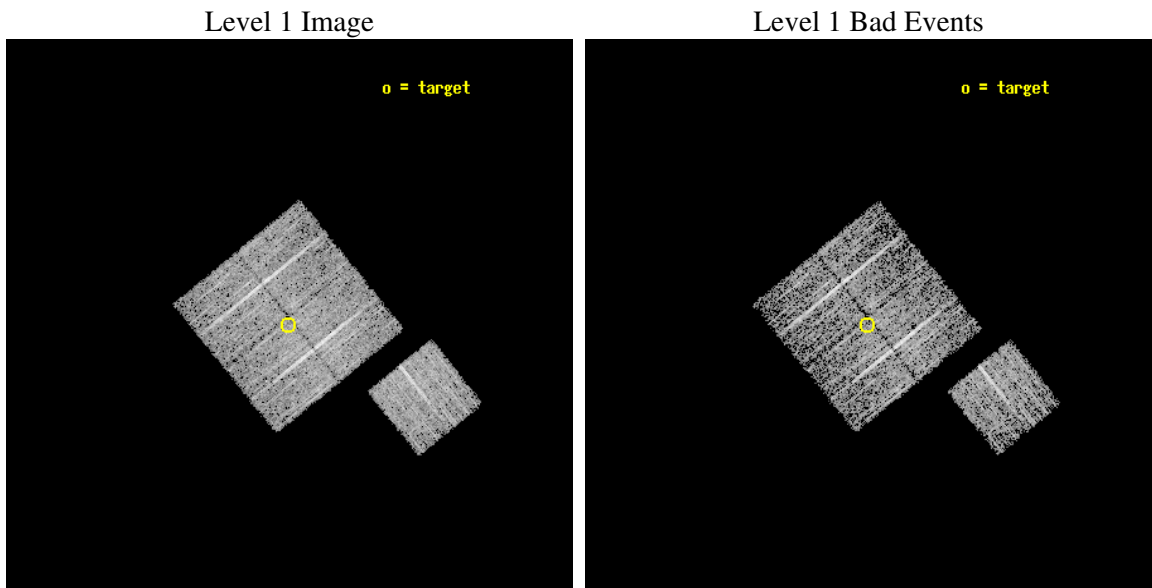 Level 1 Image
Level 1 Bad Events
o = target
o = target